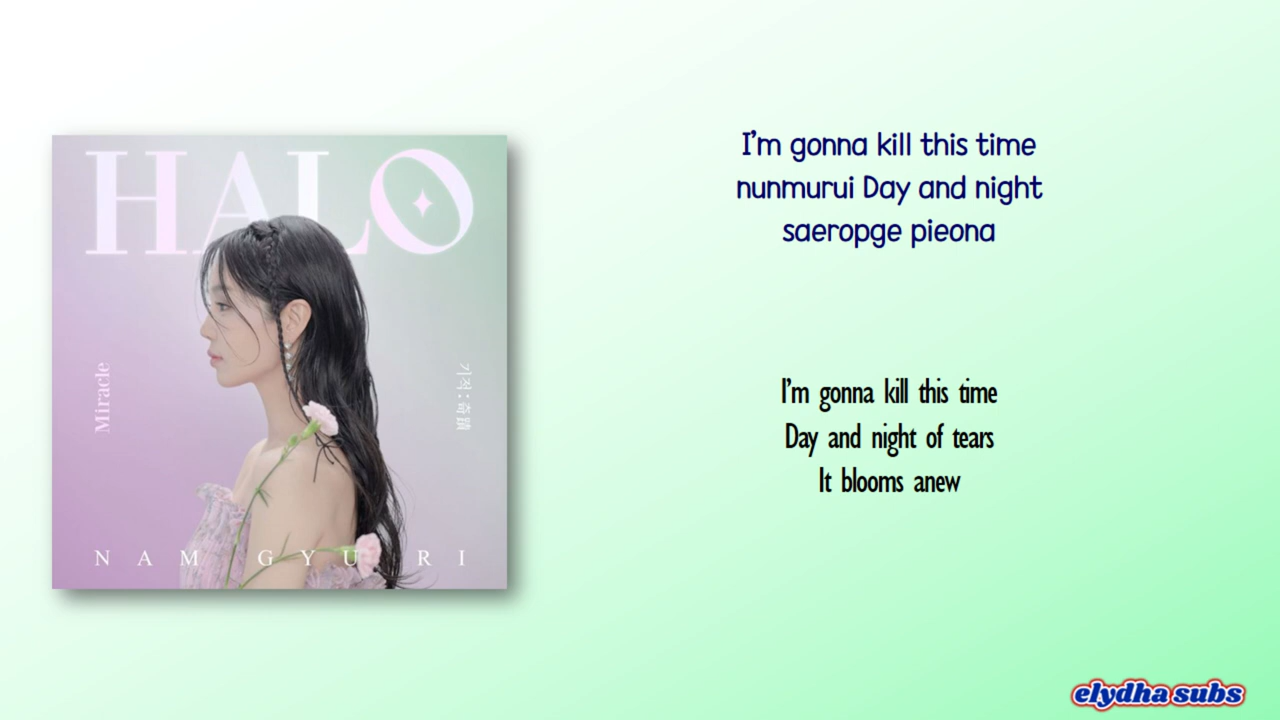 HALO
Miracle
기적 : 奇蹟
NAM GYURI
I'm gonna kill this time
nunmurui Day and night
saeropge pieona
I'm gonna kill this time
Day and night of tears
It blooms anew
elydha subs